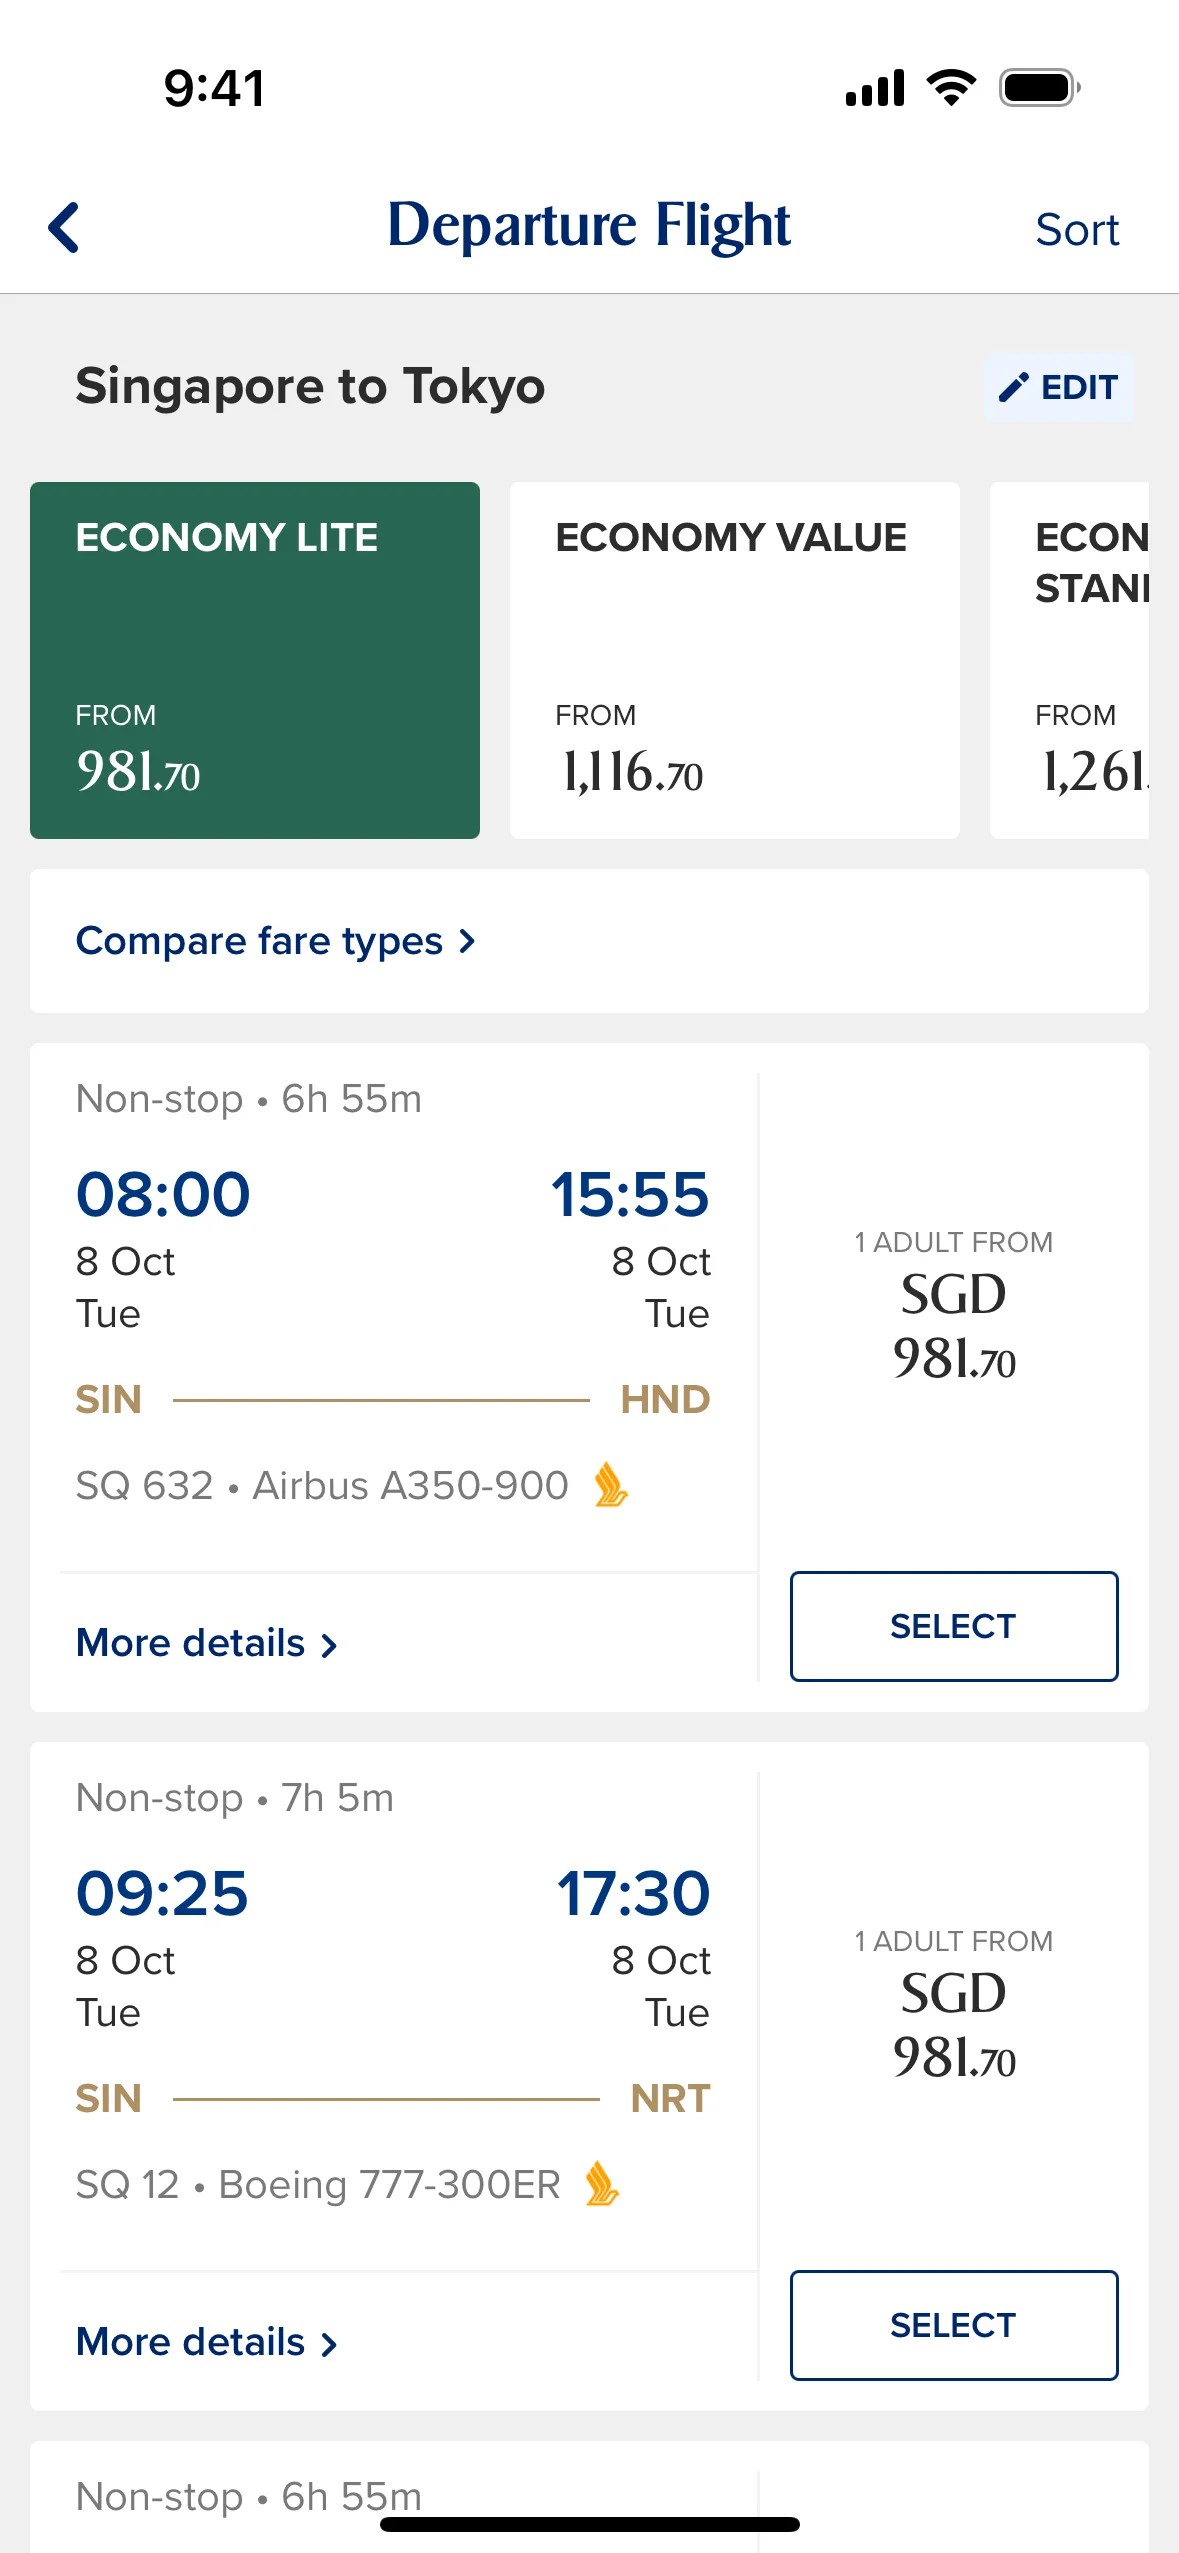 9:41
Departure Flight
Sort
Singapore to Tokyo
EDIT
ECONOMY LITE
FROM
981.70
ECONOMY VALUE
FROM
1,116.70
ECON
STAN
FROM
1,261.
Compare fare types
Non-stop • 6h 55m
08:00
15:55
8 Oct
8 Oct
Tue
Tue
SIN
HND
SQ 632 • Airbus A350-900
1 ADULT FROM
SGD
981.70
More details
SELECT
Non-stop • 7h 5m
09:25
17:30
8 Oct
8 Oct
Tue
Tue
SIN
NRT
SQ 12 • Boeing 777-300ER
1 ADULT FROM
SGD
981.70
More details
SELECT
Non-stop • 6h 55m